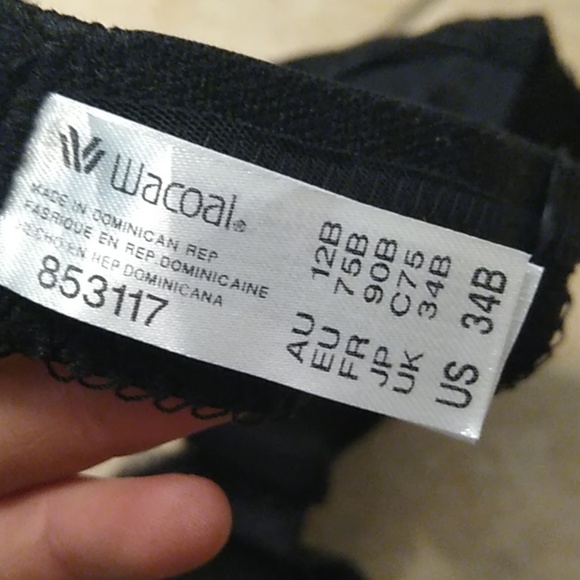 wacoal®
MADE IN DOMINICAN REP
FABRIQUE EN REP DOMINICAINE
HECHO EN REP DOMINICANA
853117
AU 12B
EU 75B
FR 90B
JP C75
UK 34B
US 34B